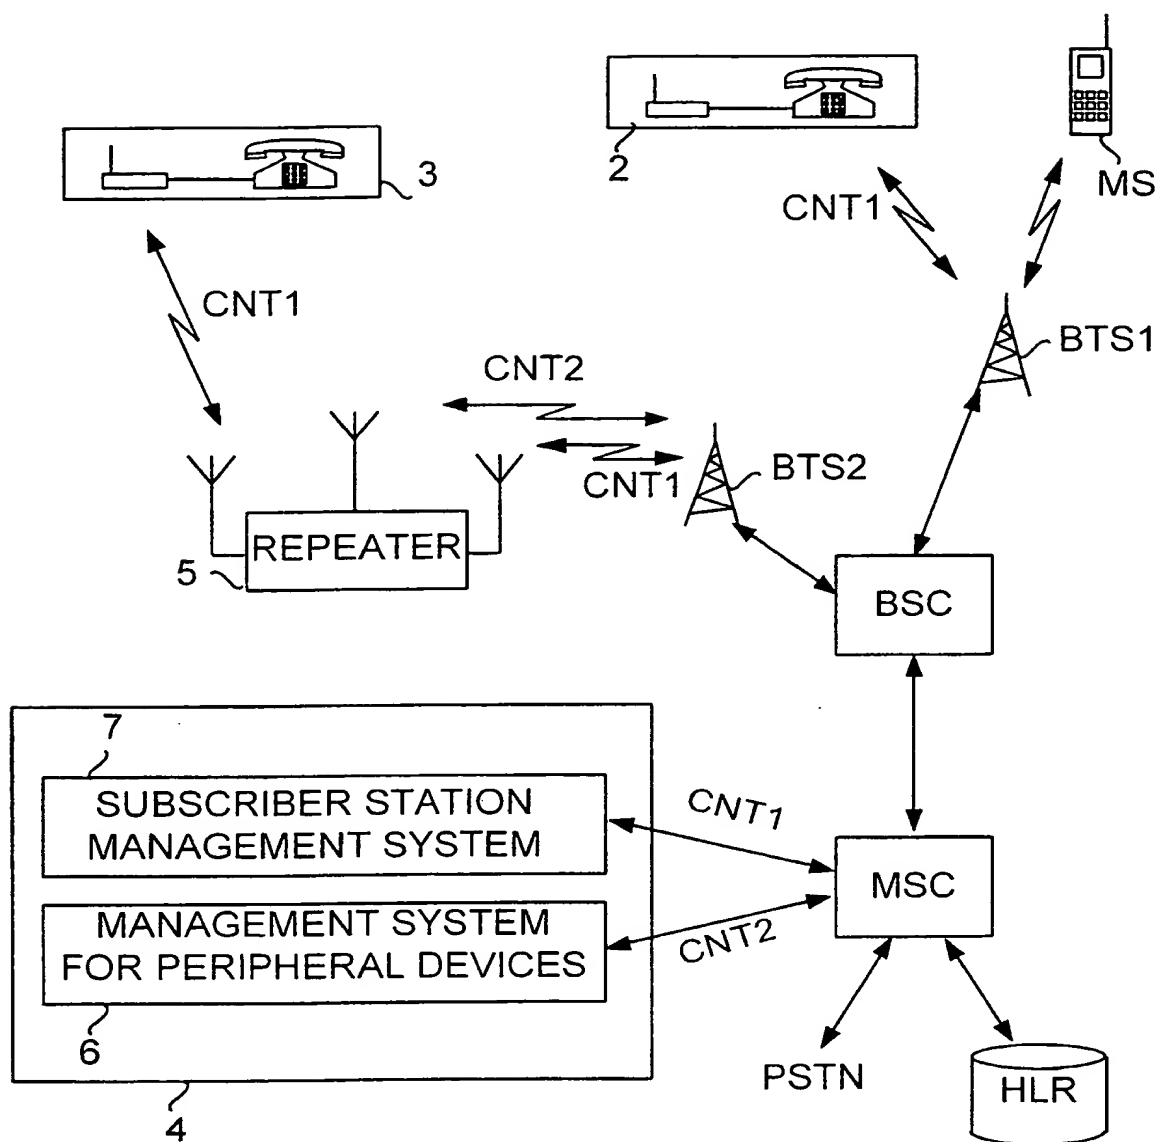 2
MS
3
CNT1
CNT1
BTS1
CNT2
CNT1
BTS2
REPEATER
5
BSC
7
SUBSCRIBER STATION
MANAGEMENT SYSTEM
CNT1
MSC
MANAGEMENT SYSTEM
FOR PERIPHERAL DEVICES
CNT2
6
PSTN
HLR
4